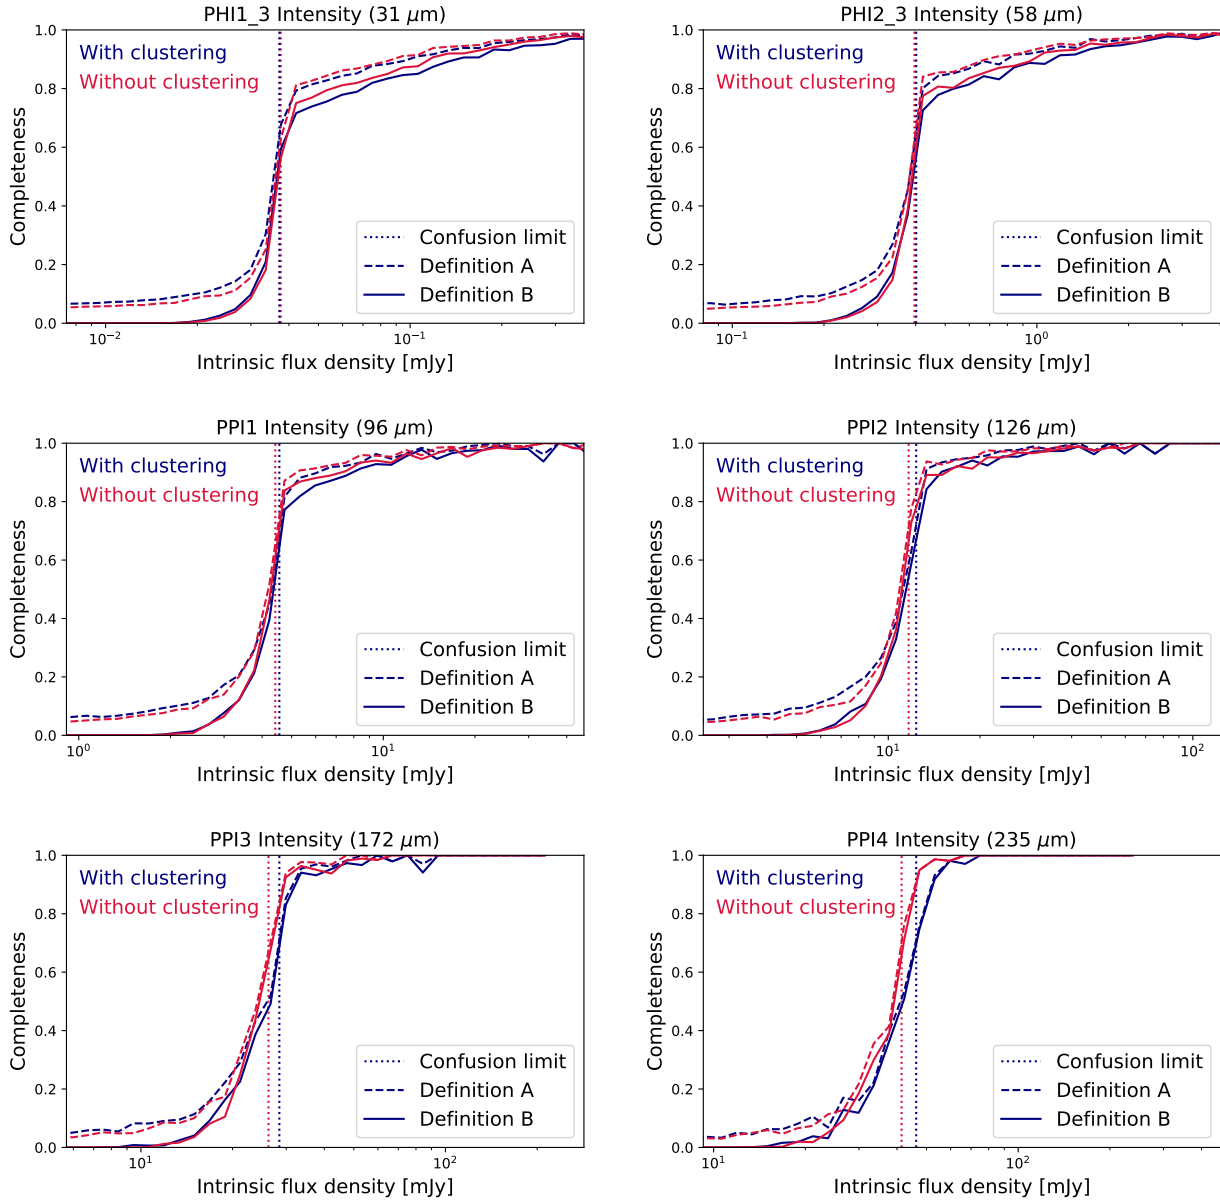 PHI1_3 Intensity (31 μm)
With clustering
Without clustering
Completeness
1.0
0.8
0.6
0.4
0.2
0.0
Confusion limit
Definition A
Definition B
10⁻²
10⁻¹
Intrinsic flux density [mJy]
PHI2_3 Intensity (58 μm)
With clustering
Without clustering
Completeness
1.0
0.8
0.6
0.4
0.2
0.0
Confusion limit
Definition A
Definition B
10⁻¹
10⁰
Intrinsic flux density [mJy]
PPI1 Intensity (96 μm)
With clustering
Without clustering
Completeness
1.0
0.8
0.6
0.4
0.2
0.0
Confusion limit
Definition A
Definition B
10⁰
10¹
Intrinsic flux density [mJy]
PPI2 Intensity (126 μm)
With clustering
Without clustering
Completeness
1.0
0.8
0.6
0.4
0.2
0.0
Confusion limit
Definition A
Definition B
10¹
10²
Intrinsic flux density [mJy]
PPI3 Intensity (172 μm)
With clustering
Without clustering
Completeness
1.0
0.8
0.6
0.4
0.2
0.0
Confusion limit
Definition A
Definition B
10¹
10²
Intrinsic flux density [mJy]
PPI4 Intensity (235 μm)
With clustering
Without clustering
Completeness
1.0
0.8
0.6
0.4
0.2
0.0
Confusion limit
Definition A
Definition B
10¹
10²
Intrinsic flux density [mJy]